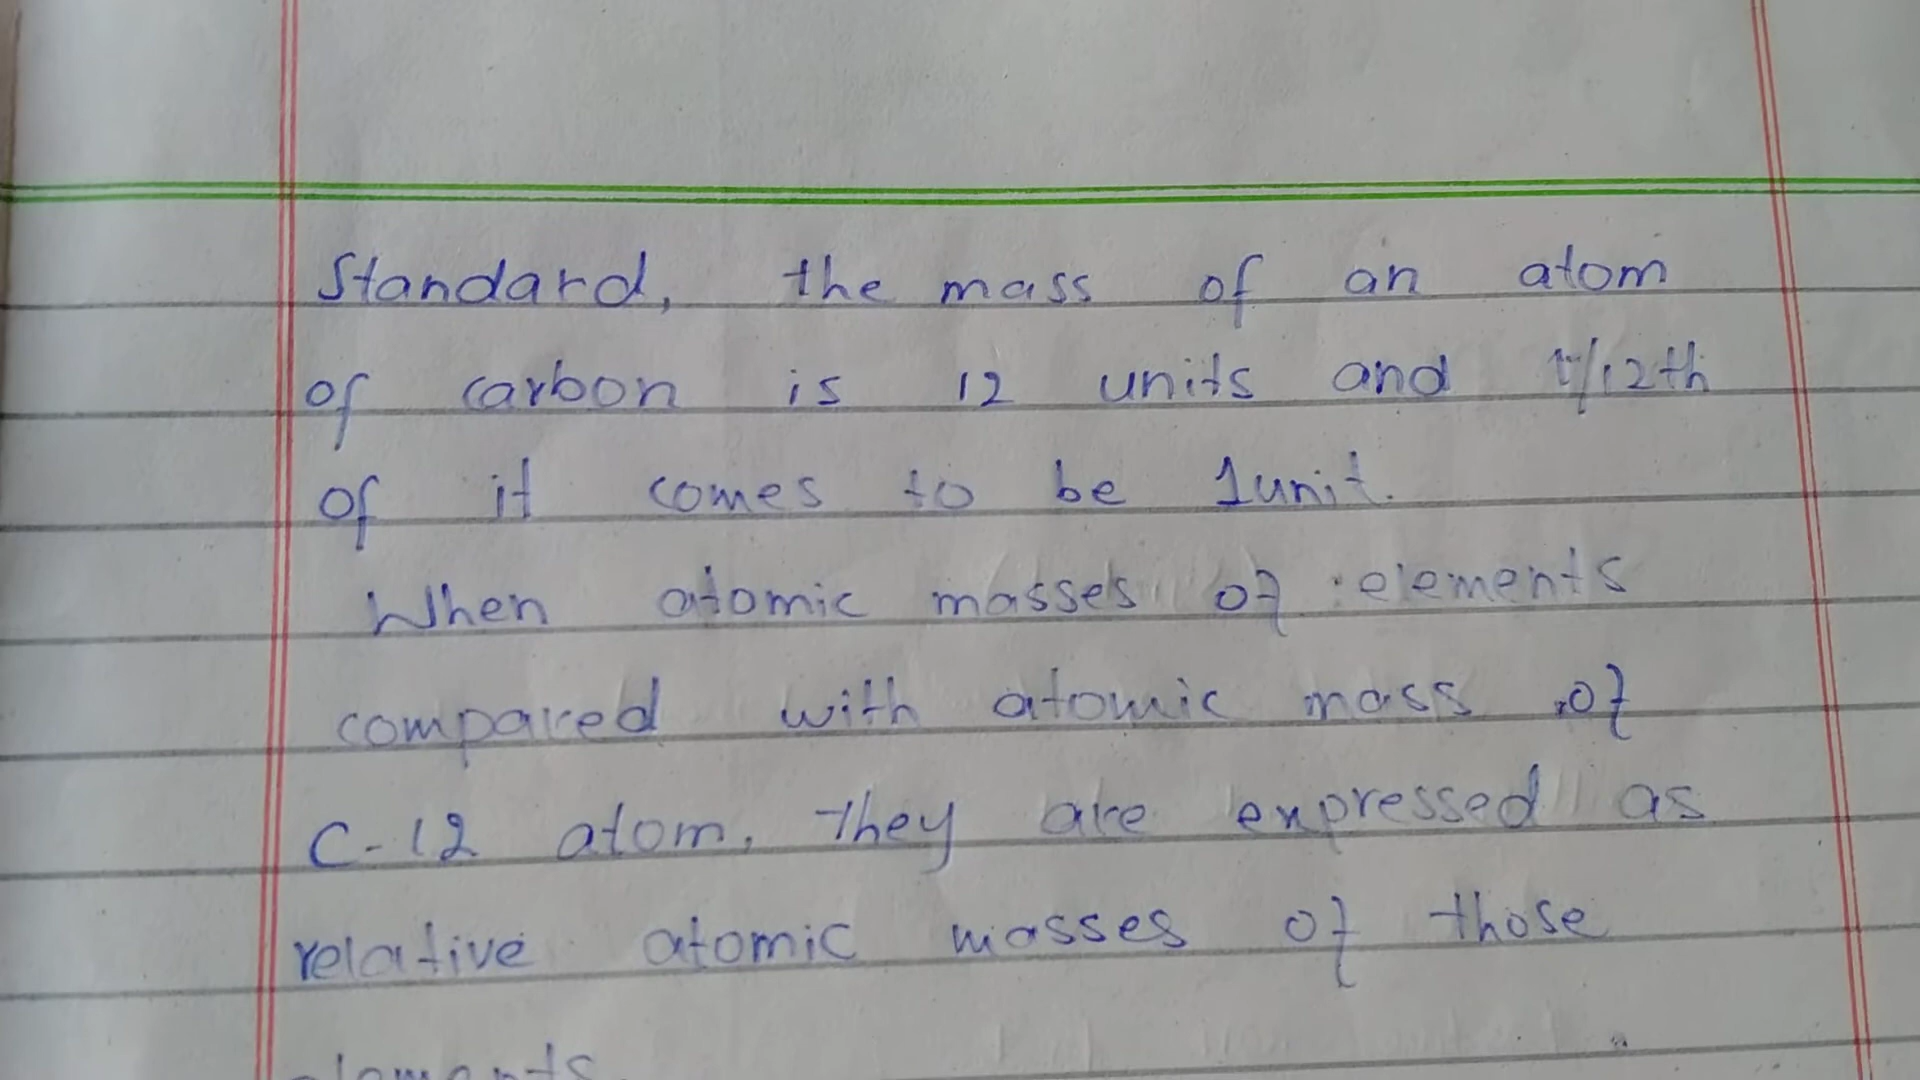 Standard, the mass of an atom
of carbon is 12 units and 1/12th
of it comes to be 1unit.
When atomic masses of elements
compared with atomic mass of
C-12 atom, they are expressed as
relative atomic masses of those
elements